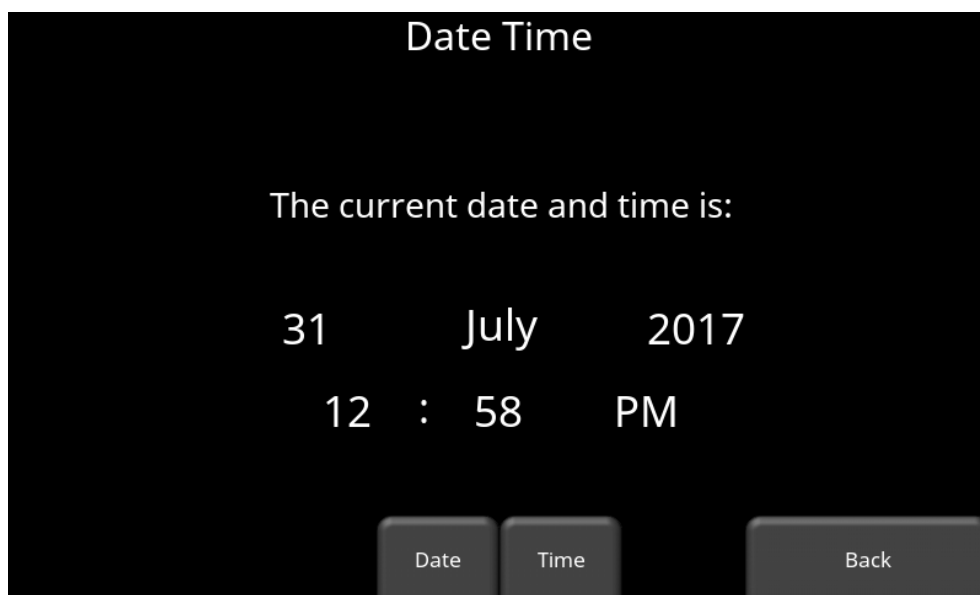 Date Time
The current date and time is:
31 July 2017
12 : 58 PM
Date Time Back